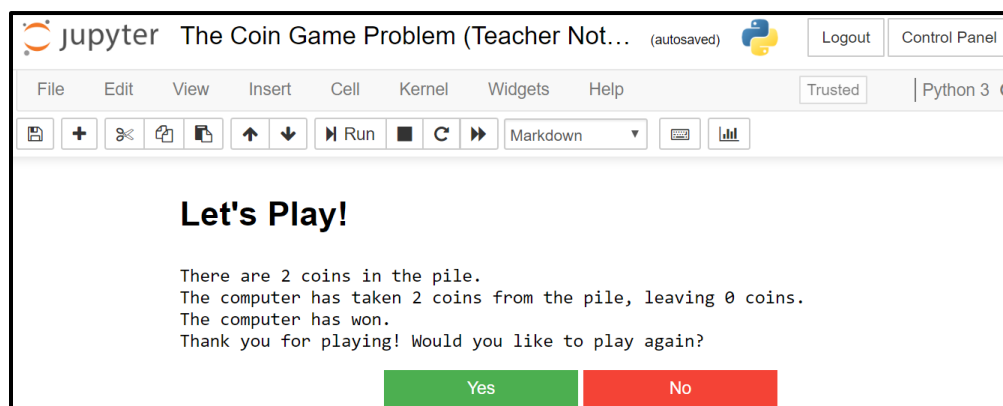 jupyter The Coin Game Problem (Teacher Not... (autosaved) Logout Control Panel
File Edit View Insert Cell Kernel Widgets Help Trusted Python 3
Run Markdown
Let's Play!
There are 2 coins in the pile.
The computer has taken 2 coins from the pile, leaving 0 coins.
The computer has won.
Thank you for playing! Would you like to play again?
Yes No